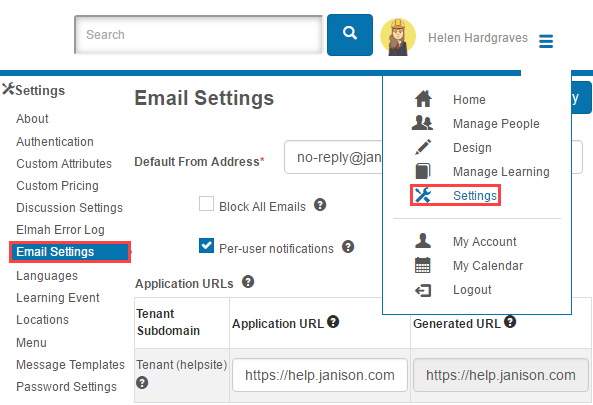 Search
Helen Hardgraves
Settings
About
Authentication
Custom Attributes
Custom Pricing
Discussion Settings
Elmah Error Log
Email Settings
Languages
Learning Event
Locations
Menu
Message Templates
Password Settings
Email Settings
Default From Address*
no-reply@jan
Block All Emails ?
Per-user notifications ?
Application URLs ?
Tenant Subdomain
Application URL ?
Generated URL ?
Tenant (helpsite) ?
https://help.janison.com
https://help.janison.com
Home
Manage People
Design
Manage Learning
Settings
My Account
My Calendar
Logout